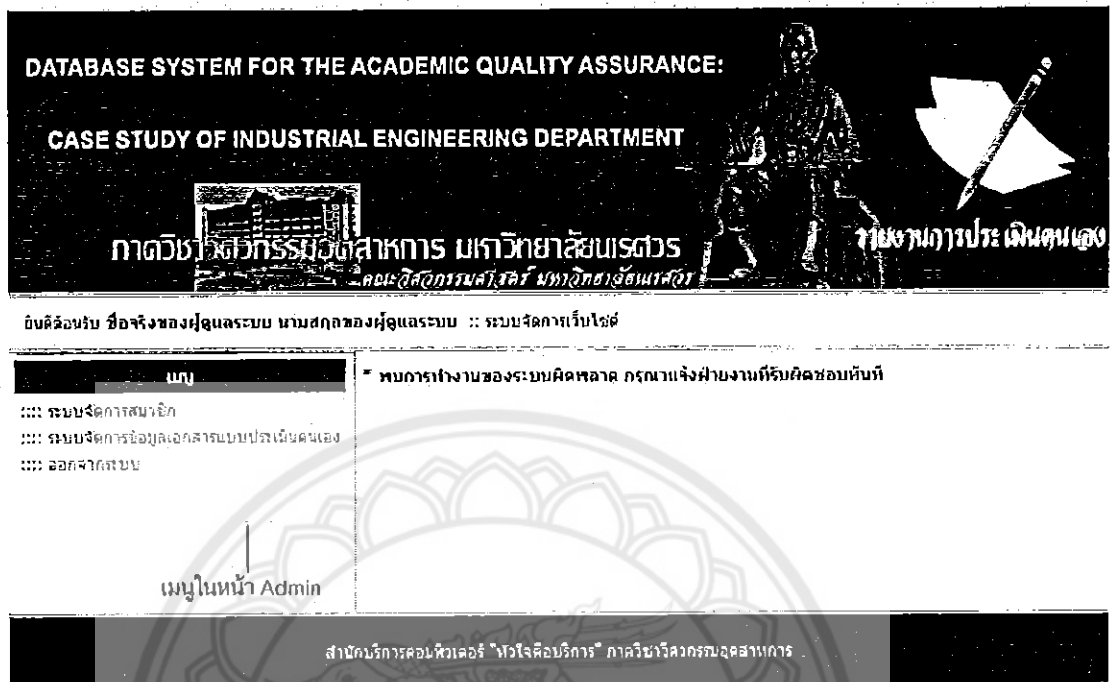 DATABASE SYSTEM FOR THE ACADEMIC QUALITY ASSURANCE:
CASE STUDY OF INDUSTRIAL ENGINEERING DEPARTMENT
รายงานการประเมินตนเอง
ภาควิชาวิศวกรรมอุตสาหการ มหาวิทยาลัยนเรศวร
คณะวิศวกรรมศาสตร์ มหาวิทยาลัยนเรศวร
ยินดีต้อนรับ ชื่อจริงของผู้ดูแลระบบ นามสกุลของผู้ดูแลระบบ :: ระบบจัดการเว็บไซต์
เมนู
* พบการทำงานของระบบผิดพลาด กรุณาแจ้งฝ่ายงานที่รับผิดชอบทันที
:::: ระบบจัดการสมาชิก
:::: ระบบจัดการข้อมูลเอกสารแบบประเมินตนเอง
:::: ออกจากระบบ
เมนูในหน้า Admin
สำนักบริการคอมพิวเตอร์ "หัวใจคือบริการ" ภาควิชาวิศวกรรมอุตสาหการ